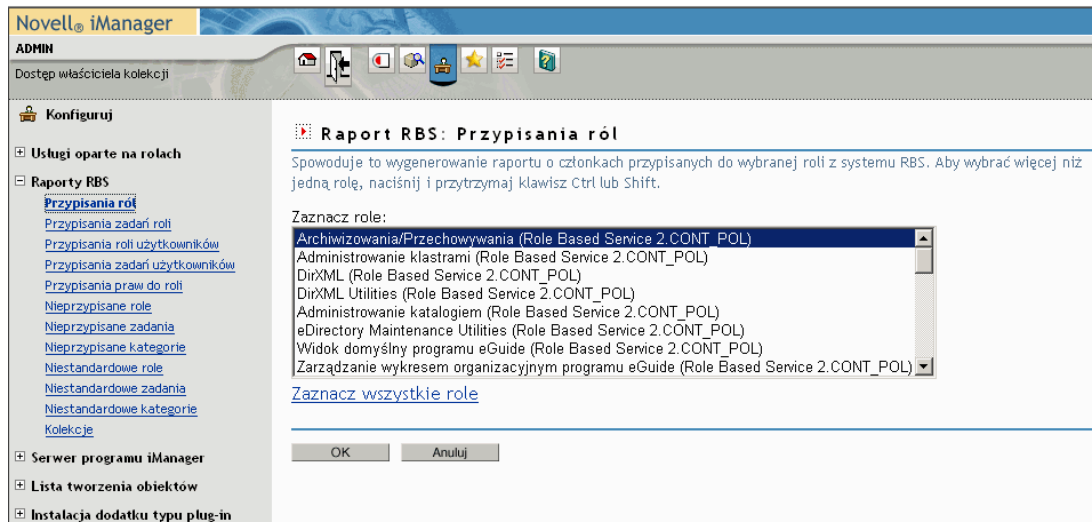 Novell® iManager
ADMIN
Dostęp właściciela kolekcji
Konfiguruj
Usługi oparte na rolach
Raporty RBS
Przypisania ról
Przypisania zadań roli
Przypisania roli użytkowników
Przypisania zadań użytkowników
Przypisania praw do roli
Nieprzypisane role
Nieprzypisane zadania
Nieprzypisane kategorie
Niestandardowe role
Niestandardowe zadania
Niestandardowe kategorie
Kolekcje
Serwer programu iManager
Lista tworzenia obiektów
Instalacja dodatku typu plug-in
Raport RBS: Przypisania ról
Spowoduje to wygenerowanie raportu o członkach przypisanych do wybranej roli z systemu RBS. Aby wybrać więcej niż
jedną rolę, naciśnij i przytrzymaj klawisz Ctrl lub Shift.
Zaznacz role:
Archiwizowania/Przechowywania (Role Based Service 2.CONT_POL)
Administrowanie klastrami (Role Based Service 2.CONT_POL)
DirXML (Role Based Service 2.CONT_POL)
DirXML Utilities (Role Based Service 2.CONT_POL)
Administrowanie katalogiem (Role Based Service 2.CONT_POL)
eDirectory Maintenance Utilities (Role Based Service 2.CONT_POL)
Widok domyślny programu eGuide (Role Based Service 2.CONT_POL)
Zarządzanie wykresem organizacyjnym programu eGuide (Role Based Service 2.CONT_POL)
Zaznacz wszystkie role
OK
Anuluj